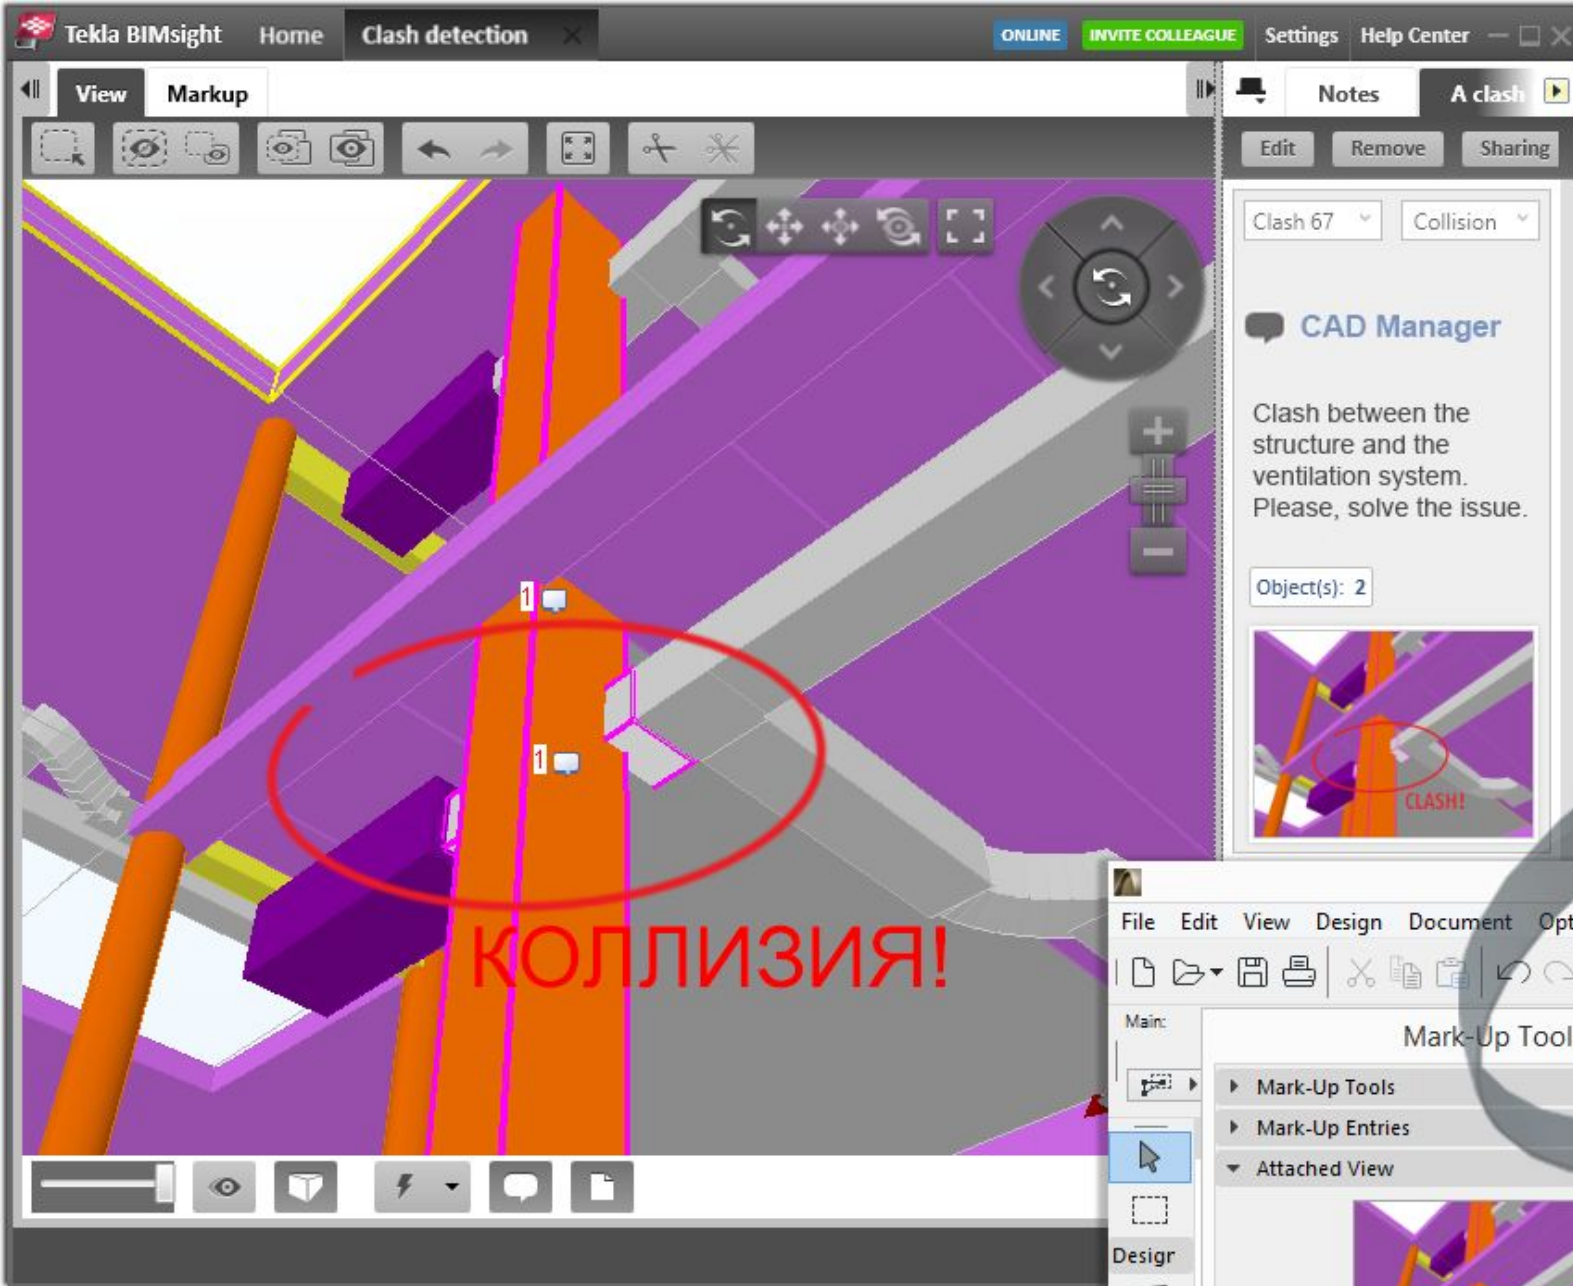 Tekla BIMsight Home Clash detection ONLINE INVITE COLLEAGUE Settings Help Center
View Markup Notes A clash
Edit Remove Sharing
Clash 67 Collision
CAD Manager
Clash between the
structure and the
ventilation system.
Please, solve the issue.
Object(s): 2
1
1
CLASH!
КОЛЛИЗИЯ!
File Edit View Design Document Opt
Main:
Mark-Up Tool
Mark-Up Tools
Mark-Up Entries
Attached View
Design